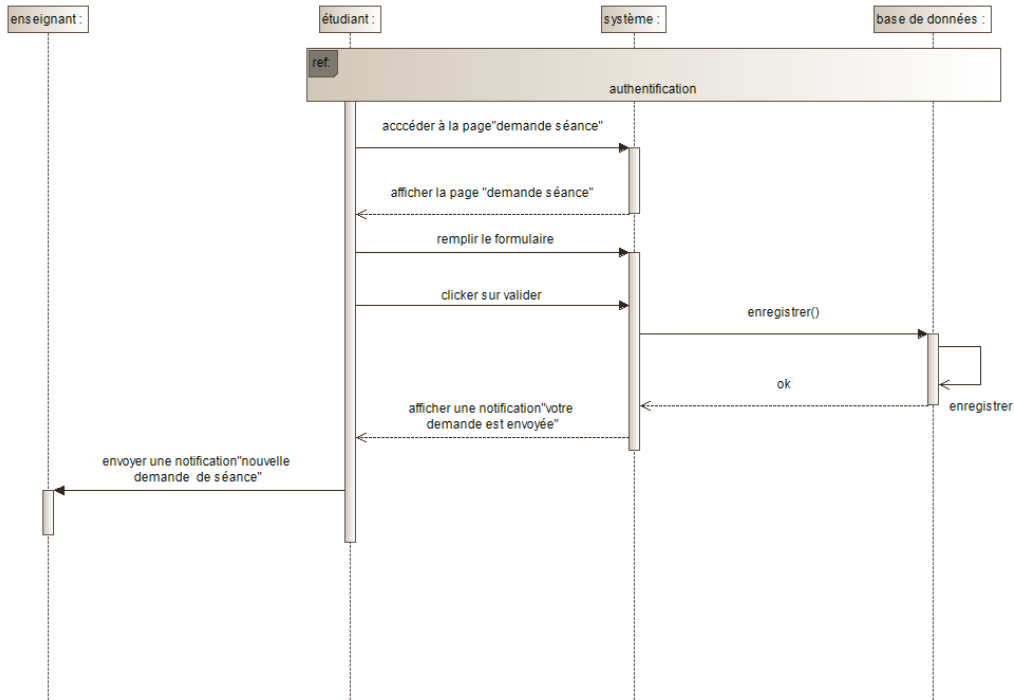 enseignant :
étudiant :
système :
base de données :
ref:
authentification
acccéder à la page"demande séance"
afficher la page "demande séance"
remplir le formulaire
clicker sur valider
enregistrer()
ok
enregistrer
afficher une notification"votre
demande est envoyée"
envoyer une notification"nouvelle
demande de séance"